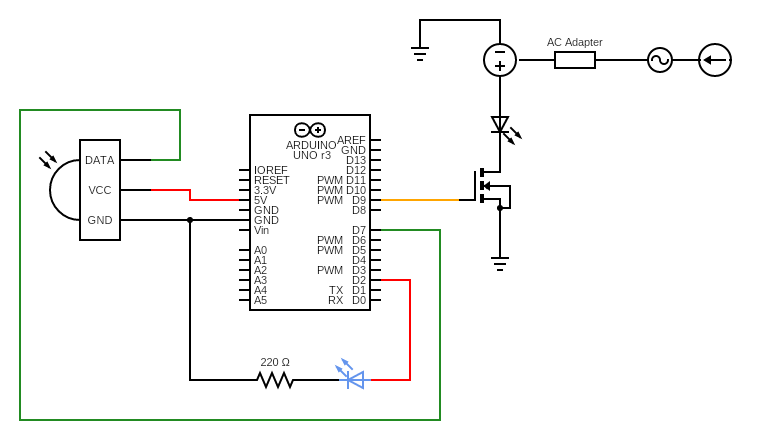 AC Adapter
DATA
VCC
GND
ARDUINO
UNO r3
IOREF
RESET
3.3V
5V
GND
GND
Vin
A0
A1
A2
A3
A4
A5
AREF
GND
D13
D12
PWM D11
PWM D10
PWM D9
D8
D7
PWM D6
PWM D5
D4
PWM D3
D2
TX D1
RX D0
220 Ω